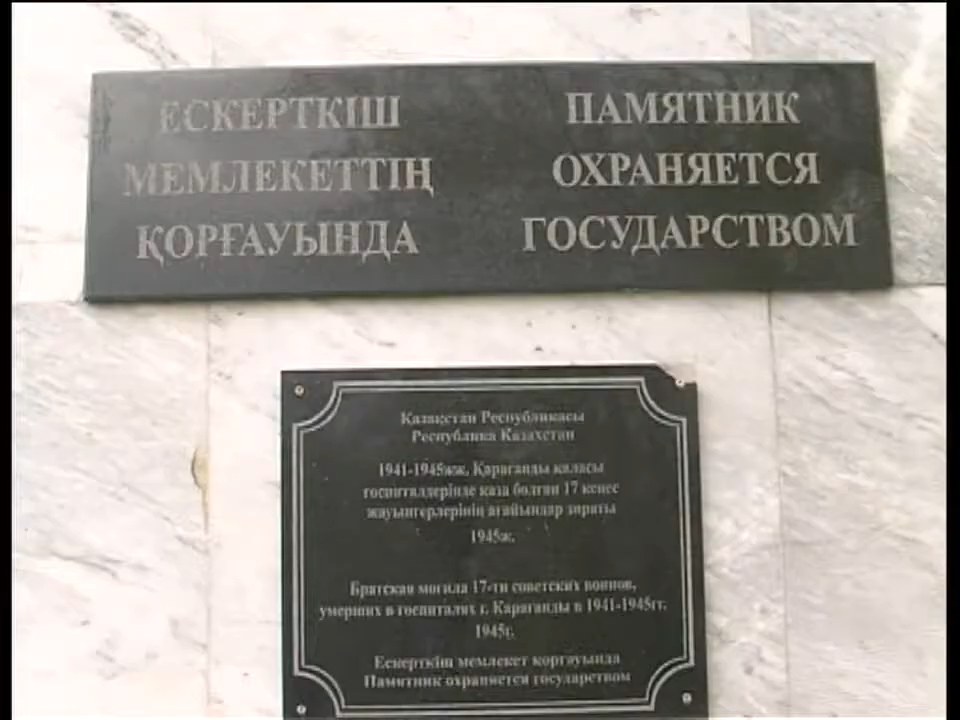 ЕСКЕРТКІШ
МЕМЛЕКЕТТІҢ
ҚОРҒАУЫНДА
ПАМЯТНИК
ОХРАНЯЕТСЯ
ГОСУДАРСТВОМ
Қазақстан Республикасы
Республика Казахстан
1941-1945жж. Қарағанды қаласы
госпиталдерінде қаза болған 17 кеңес
жауынгерлерінің ағайындар зираты
1945ж.
Братская могила 17-ти советских воинов,
умерших в госпиталях г. Караганды в 1941-1945гг.
1945г.
Ескерткіш мемлекет қорғауында
Памятник охраняется государством